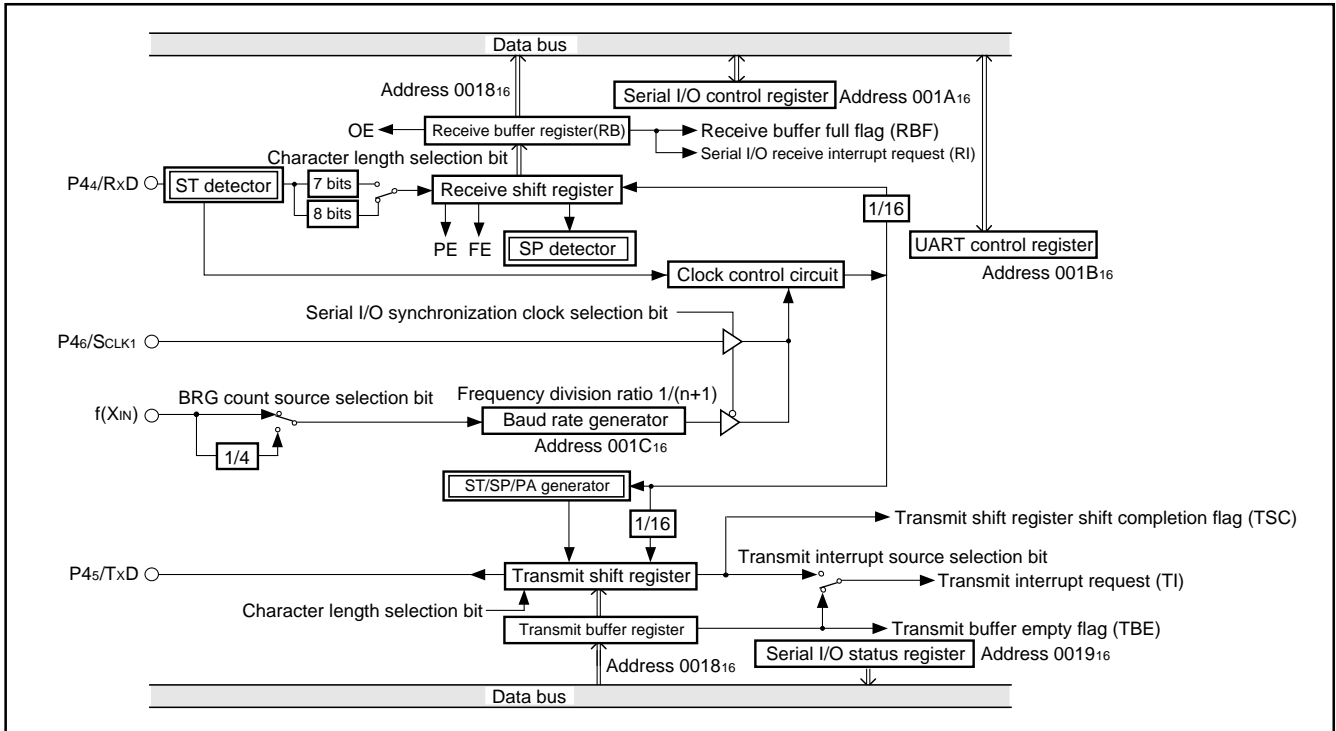 Data bus
Address 0018₁₆
Serial I/O control register
Address 001A₁₆
OE
Receive buffer register(RB)
Receive buffer full flag (RBF)
Serial I/O receive interrupt request (RI)
Character length selection bit
P4₄/RXD
ST detector
7 bits
8 bits
Receive shift register
1/16
PE
FE
SP detector
UART control register
Address 001B₁₆
Clock control circuit
Serial I/O synchronization clock selection bit
P4₆/SCLK1
BRG count source selection bit
Frequency division ratio 1/(n+1)
f(XIN)
Baud rate generator
Address 001C₁₆
1/4
ST/SP/PA generator
1/16
Transmit shift register shift completion flag (TSC)
Transmit interrupt source selection bit
P4₅/TXD
Transmit shift register
Transmit interrupt request (TI)
Character length selection bit
Transmit buffer register
Transmit buffer empty flag (TBE)
Address 0018₁₆
Serial I/O status register
Address 0019₁₆
Data bus